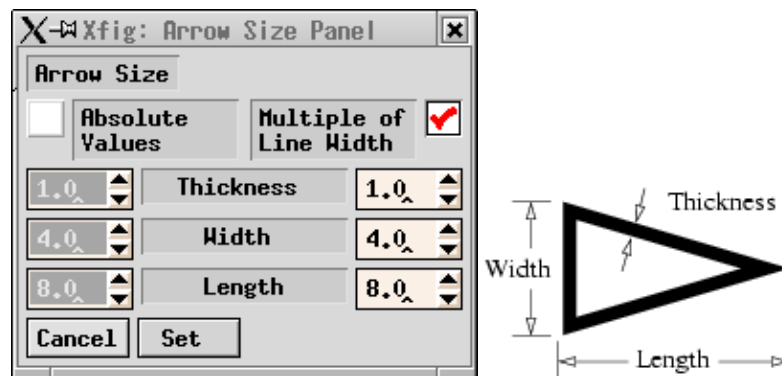 Xfig: Arrow Size Panel
Arrow Size
Absolute Values
Multiple of Line Width
1.0 Thickness 1.0
4.0 Width 4.0
8.0 Length 8.0
Cancel Set
Thickness
Width
Length